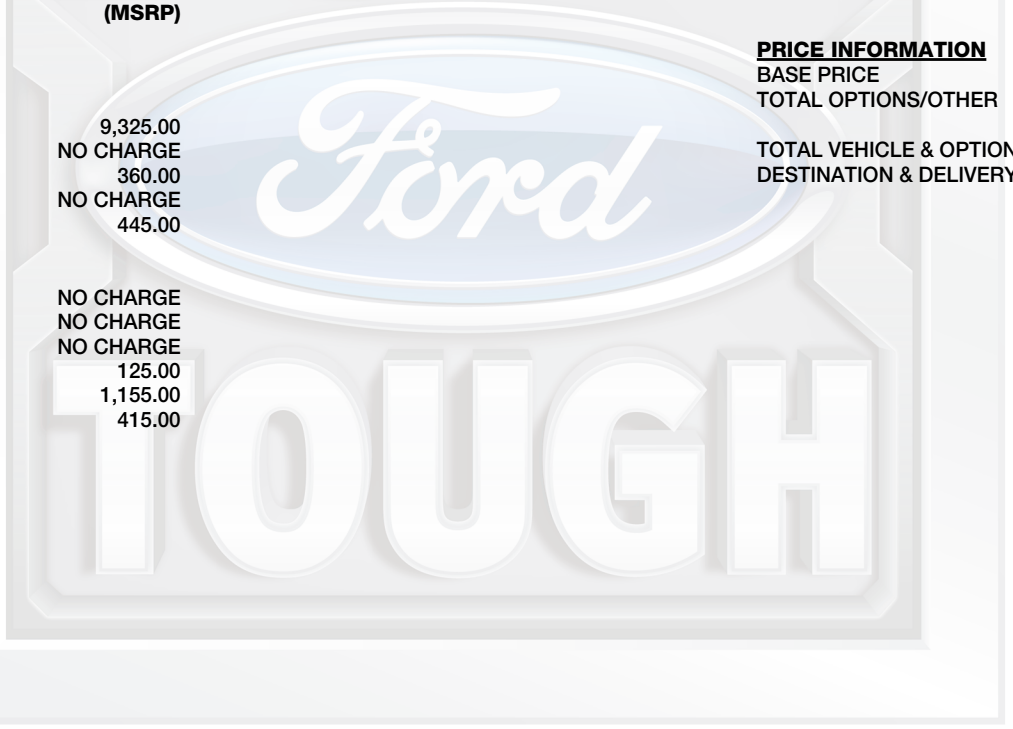 (MSRP)
9,325.00
NO CHARGE
360.00
NO CHARGE
445.00
NO CHARGE
NO CHARGE
NO CHARGE
125.00
1,155.00
415.00
PRICE INFORMATION
BASE PRICE
TOTAL OPTIONS/OTHER
TOTAL VEHICLE & OPTION
DESTINATION & DELIVERY
Ford
TOUGH